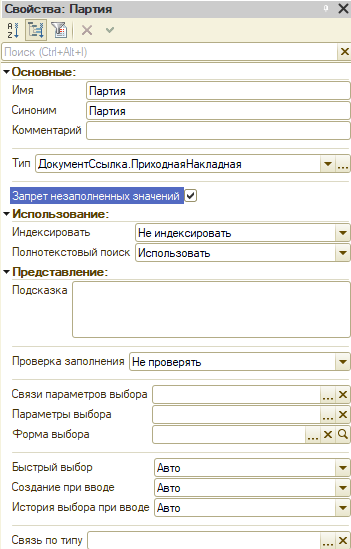 Свойства: Партия
Поиск (Ctrl+Alt+I)
Основные:
Имя Партия
Синоним Партия
Комментарий
Тип ДокументСсылка.ПриходнаяНакладная
Запрет незаполненных значений
Использование:
Индексировать Не индексировать
Полнотекстовый поиск Использовать
Представление:
Подсказка
Проверка заполнения Не проверять
Связи параметров выбора
Параметры выбора
Форма выбора
Быстрый выбор Авто
Создание при вводе Авто
История выбора при вводе Авто
Связь по типу